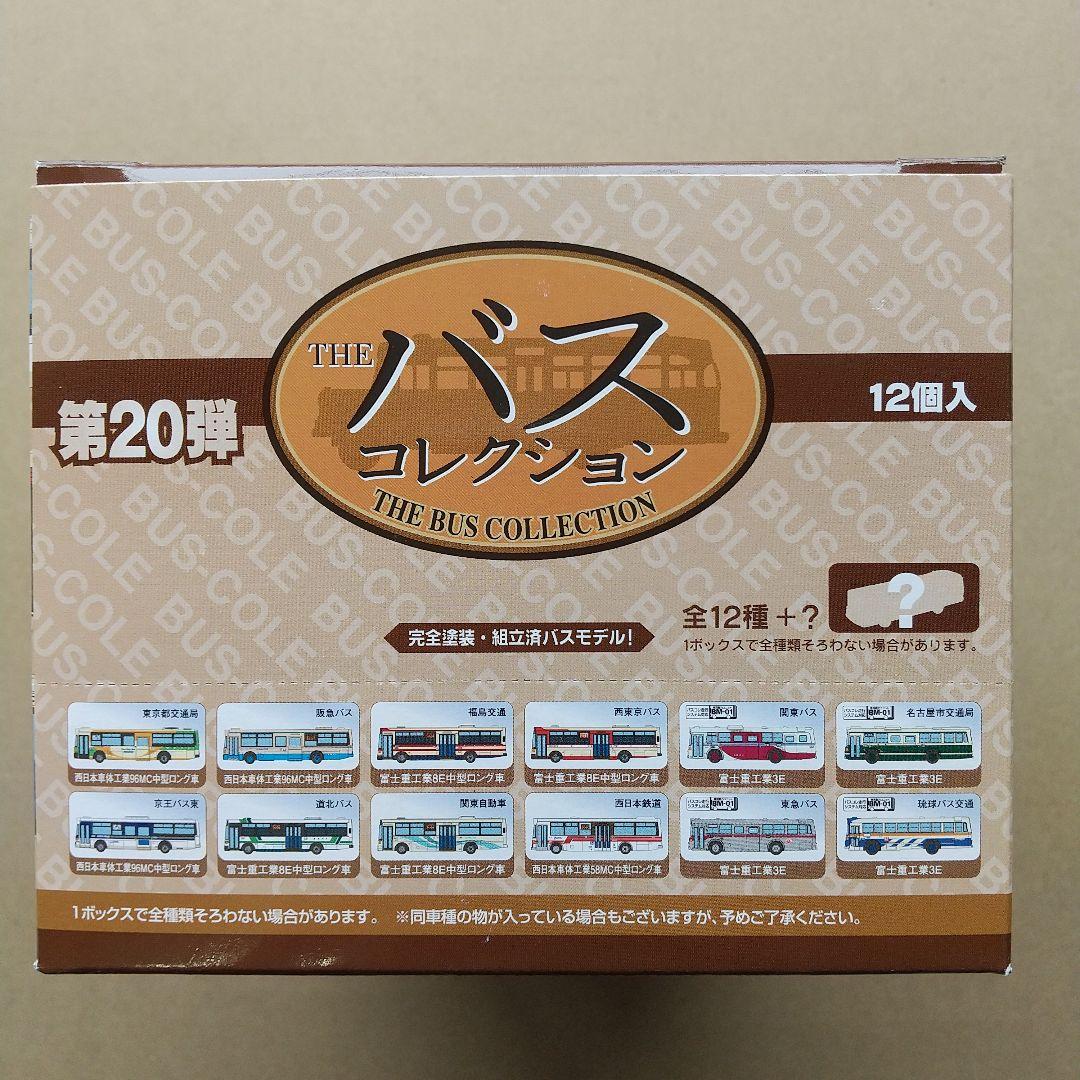 THE バス
コレクション
THE BUS COLLECTION
第20弾
12個入
全12種+?
?
完全塗装・組立済バスモデル!
1ボックスで全種類そろわない場合があります。
東京都交通局
西日本車体工業96MC中型ロング車
阪急バス
西日本車体工業96MC中型ロング車
福島交通
富士重工業8E中型ロング車
西東京バス
富士重工業8E中型ロング車
BM-01
関東バス
富士重工業3E
BM-01
名古屋市交通局
富士重工業3E
京王バス東
西日本車体工業96MC中型ロング車
道北バス
富士重工業8E中型ロング車
関東自動車
富士重工業8E中型ロング車
西日本鉄道
西日本車体工業58MC中型ロング車
BM-01
東急バス
富士重工業3E
BM-01
琉球バス交通
富士重工業3E
1ボックスで全種類そろわない場合があります。 ※同車種の物が入っている場合もございますが、予めご了承ください。
BUS-COLE BUS-COLE BUS-COLE